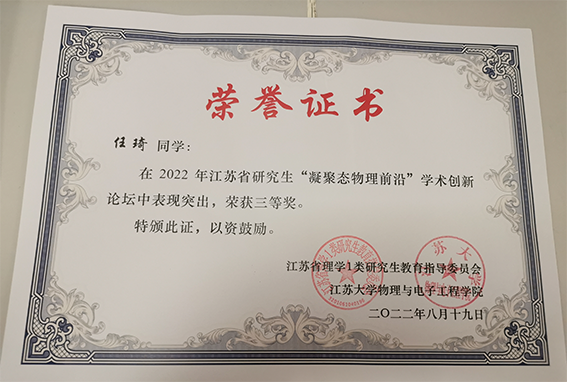 荣誉证书
任琦 同学:
在 2022 年江苏省研究生“凝聚态物理前沿”学术创新
论坛中表现突出，荣获三等奖。
特颁此证，以资鼓励。
江苏省理学1类研究生教育指导委员会
江苏大学物理与电子工程学院
二〇二二年八月十九日